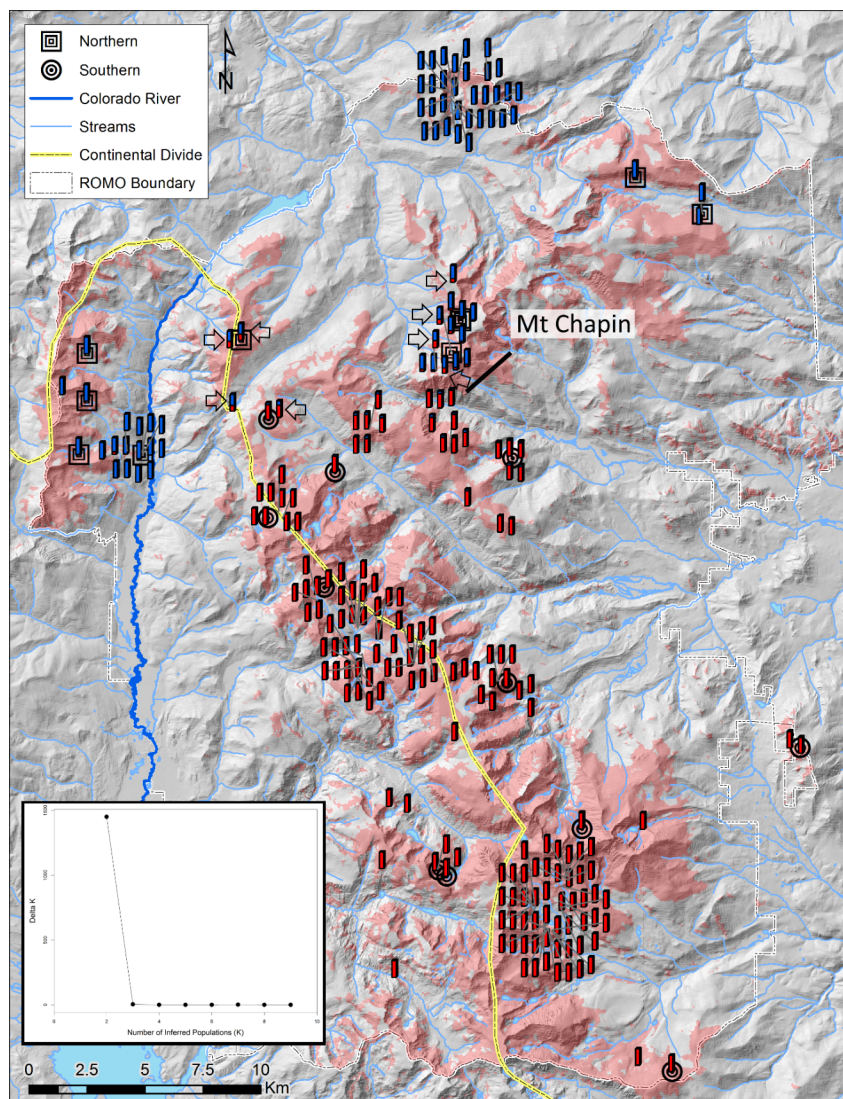 Northern
Southern
Colorado River
Streams
Continental Divide
ROMO Boundary
N
Mt Chapin
1500
1000
500
0
Delta K
0 2 4 6 8 10
Number of Inferred Populations (K)
0 2.5 5 7.5 10
Km